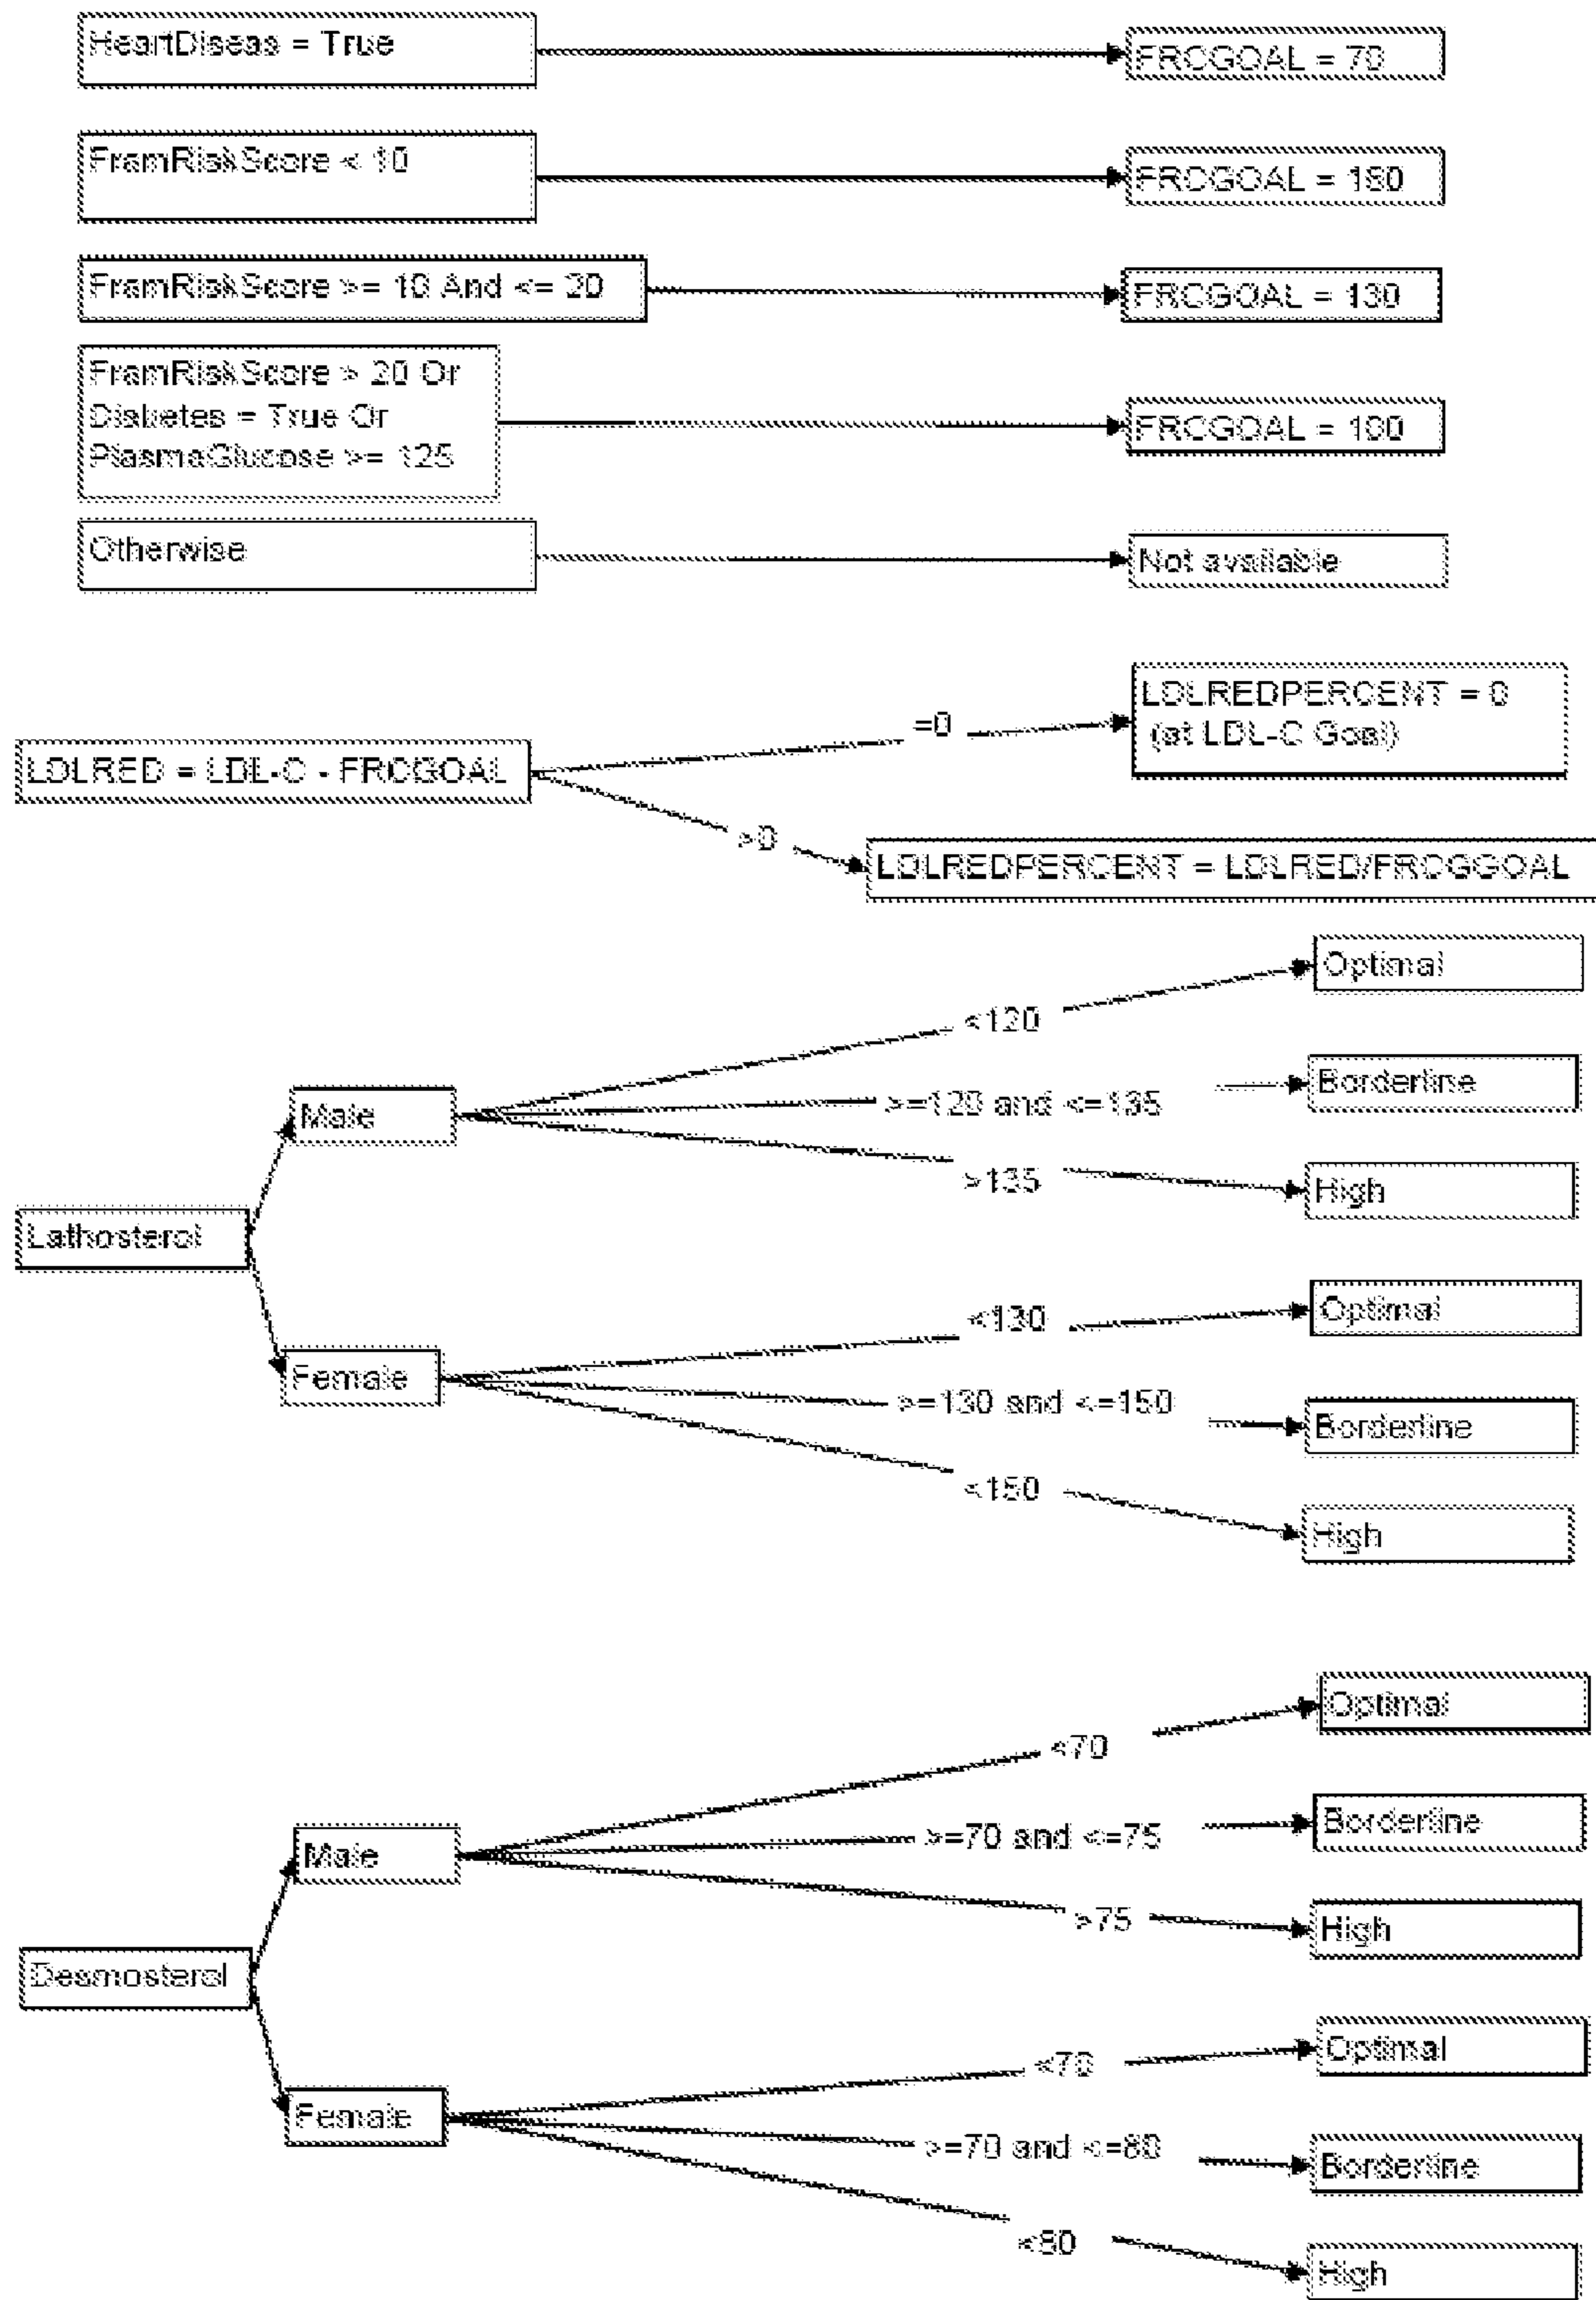 HeartDiseas = True
FRCGOAL = 70
FramRiskScore < 10
FRCGOAL = 160
FramRiskScore >= 10 And <= 20
FRCGOAL = 130
FramRiskScore > 20 Or
Diabetes = True Or
PlasmaGlucose >= 125
FRCGOAL = 100
Otherwise
Not available
LDLRED = LDL-C - FRCGOAL
=0
LDLREDPERCENT = 0
(at LDL-C Goal)
>0
LDLREDPERCENT = LDLRED/FRCGGOAL
Lathosterol
Male
<120
Optimal
>=120 and <=135
Borderline
>135
High
Female
<130
Optimal
>=130 and <=150
Borderline
<150
High
Desmosterol
Male
<70
Optimal
>=70 and <=75
Borderline
>75
High
Female
<70
Optimal
>=70 and <=80
Borderline
<80
High